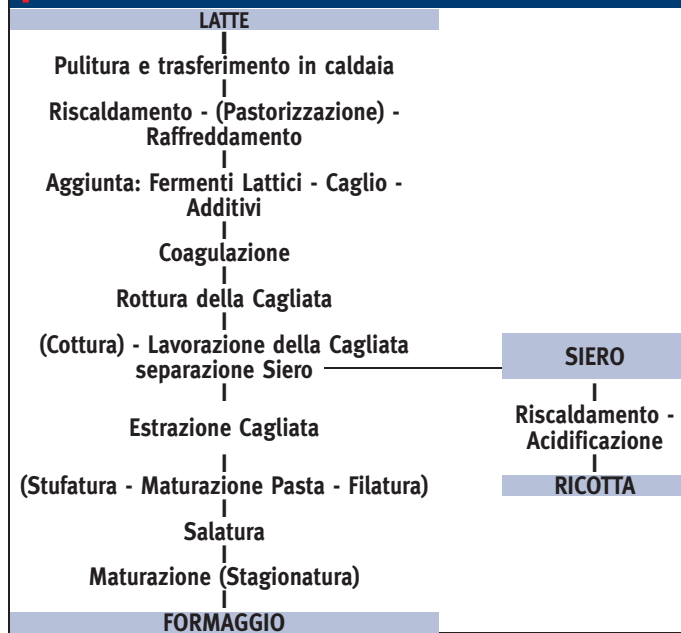 LATTE
Pulitura e trasferimento in caldaia
Riscaldamento - (Pastorizzazione) -
Raffreddamento
Aggiunta: Fermenti Lattici - Caglio -
Additivi
Coagulazione
Rottura della Cagliata
(Cottura) - Lavorazione della Cagliata
separazione Siero
Estrazione Cagliata
(Stufatura - Maturazione Pasta - Filatura)
Salatura
Maturazione (Stagionatura)
FORMAGGIO
SIERO
Riscaldamento -
Acidificazione
RICOTTA